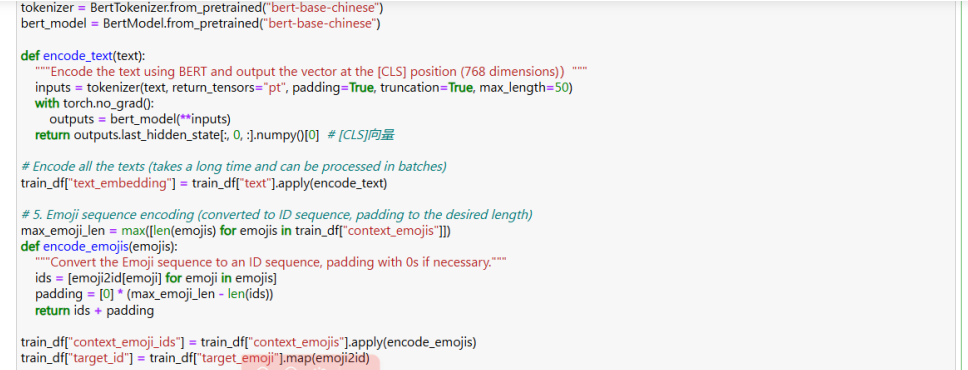 tokenizer = BertTokenizer.from_pretrained("bert-base-chinese")
bert_model = BertModel.from_pretrained("bert-base-chinese")
def encode_text(text):
"""Encode the text using BERT and output the vector at the [CLS] position (768 dimensions)） """
inputs = tokenizer(text, return_tensors="pt", padding=True, truncation=True, max_length=50)
with torch.no_grad():
outputs = bert_model(**inputs)
return outputs.last_hidden_state[:, 0, :].numpy()[0] # [CLS]向量
# Encode all the texts (takes a long time and can be processed in batches)
train_df["text_embedding"] = train_df["text"].apply(encode_text)
# 5. Emoji sequence encoding (converted to ID sequence, padding to the desired length)
max_emoji_len = max([len(emojis) for emojis in train_df["context_emojis"]])
def encode_emojis(emojis):
"""Convert the Emoji sequence to an ID sequence, padding with 0s if necessary."""
ids = [emoji2id[emoji] for emoji in emojis]
padding = [0] * (max_emoji_len - len(ids))
return ids + padding
train_df["context_emoji_ids"] = train_df["context_emojis"].apply(encode_emojis)
train_df["target_id"] = train_df["target_emoji"].map(emoji2id)